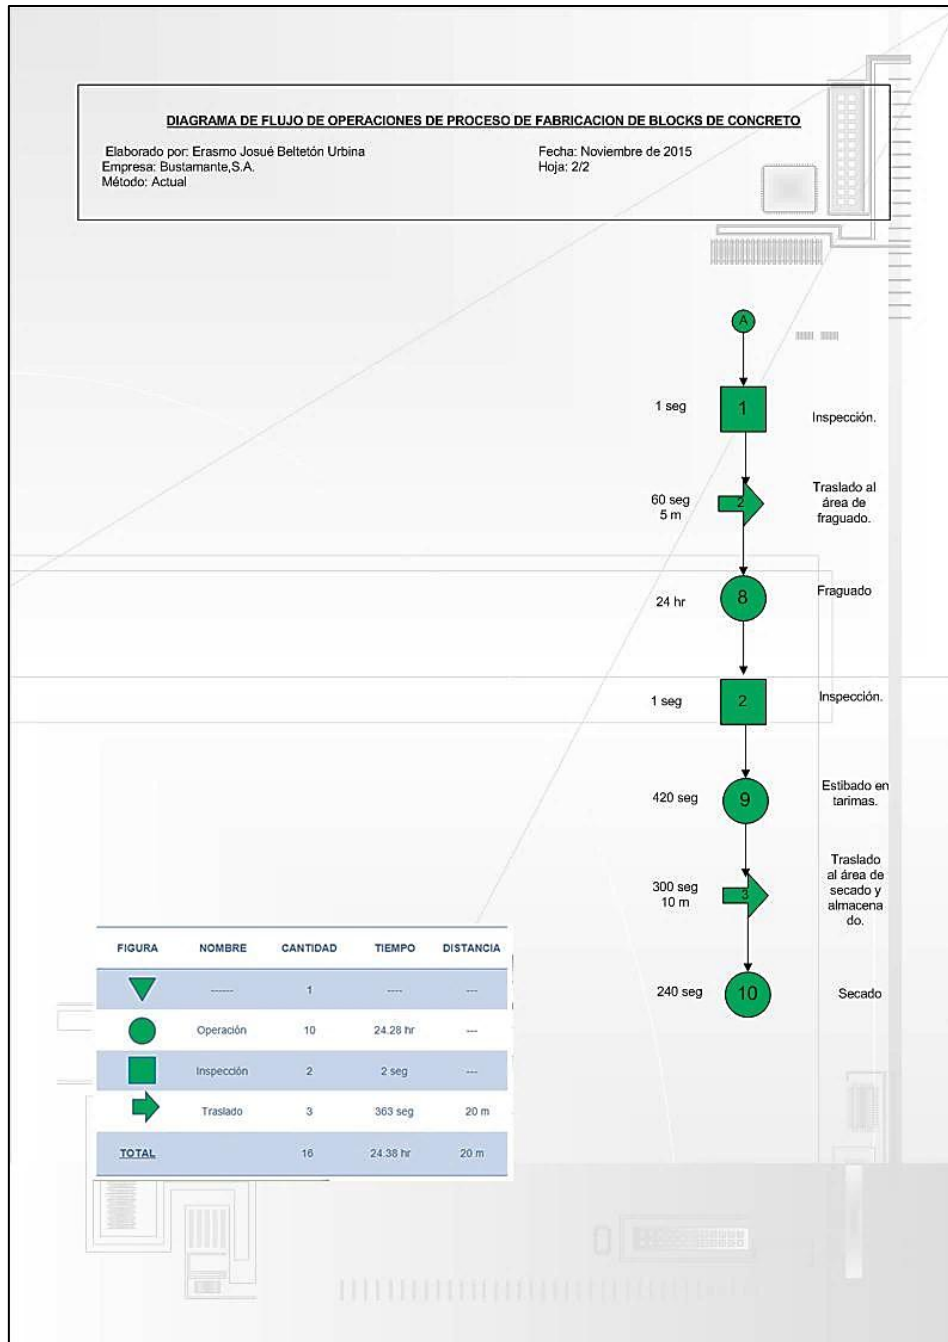 DIAGRAMA DE FLUJO DE OPERACIONES DE PROCESO DE FABRICACION DE BLOCKS DE CONCRETO
Elaborado por: Erasmo Josué Beltetón Urbina
Empresa: Bustamante,S.A.
Método: Actual
Fecha: Noviembre de 2015
Hoja: 2/2
A
1 seg
1
Inspección.
60 seg
5 m
2
Traslado al
área de
fraguado.
24 hr
8
Fraguado
1 seg
2
Inspección.
420 seg
9
Estibado en
tarimas.
300 seg
10 m
3
Traslado
al área de
secado y
almacena
do.
240 seg
10
Secado
FIGURA NOMBRE CANTIDAD TIEMPO DISTANCIA
------ 1 ---- ---
Operación 10 24.28 hr ---
Inspección 2 2 seg ---
Traslado 3 363 seg 20 m
TOTAL 16 24.38 hr 20 m